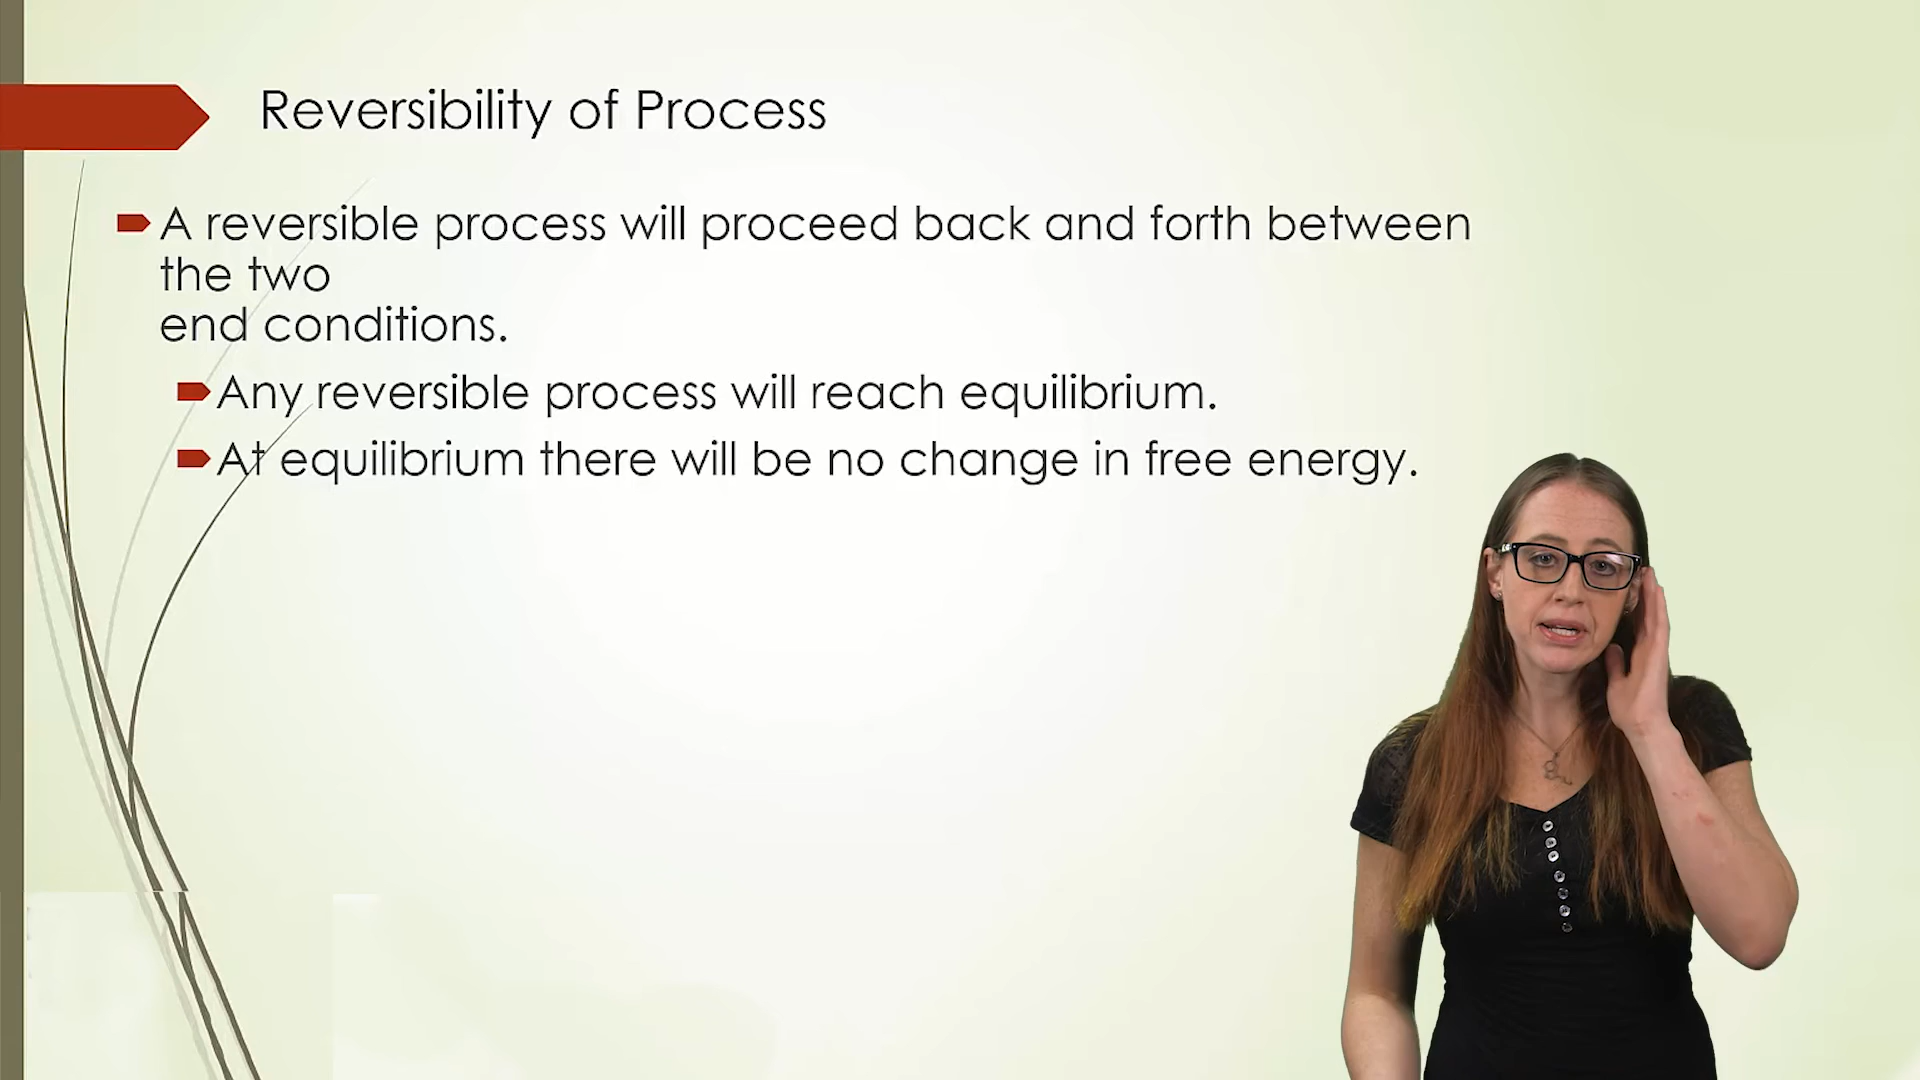 Reversibility of Process
A reversible process will proceed back and forth between
the two
end conditions.
Any reversible process will reach equilibrium.
At equilibrium there will be no change in free energy.